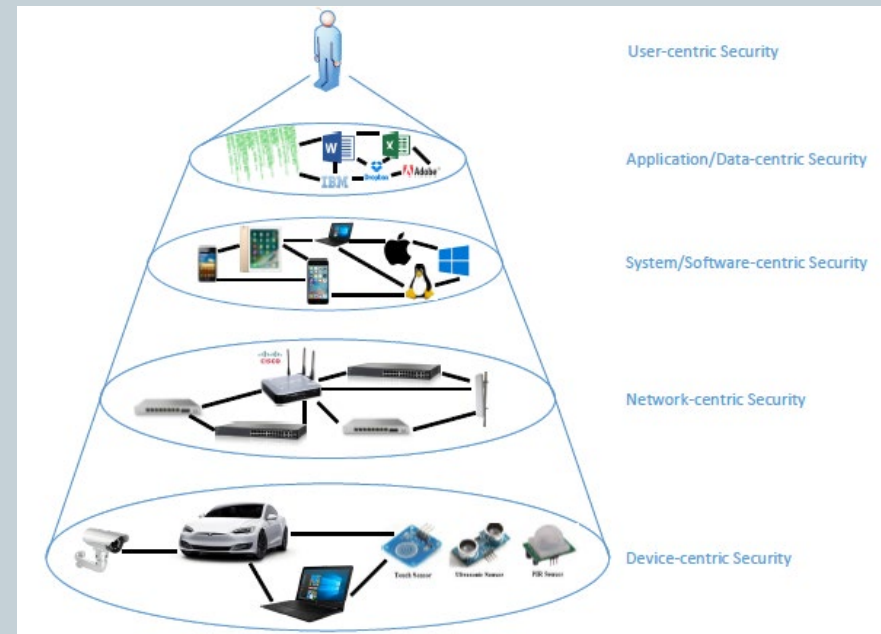 User-centric Security
W
X
Application/Data-centric Security
IBM
Dropbox
Adobe
System/Software-centric Security
CISCO
Network-centric Security
Device-centric Security
Touch Sensor
Ultrasonic Sensor
PIR Sensor